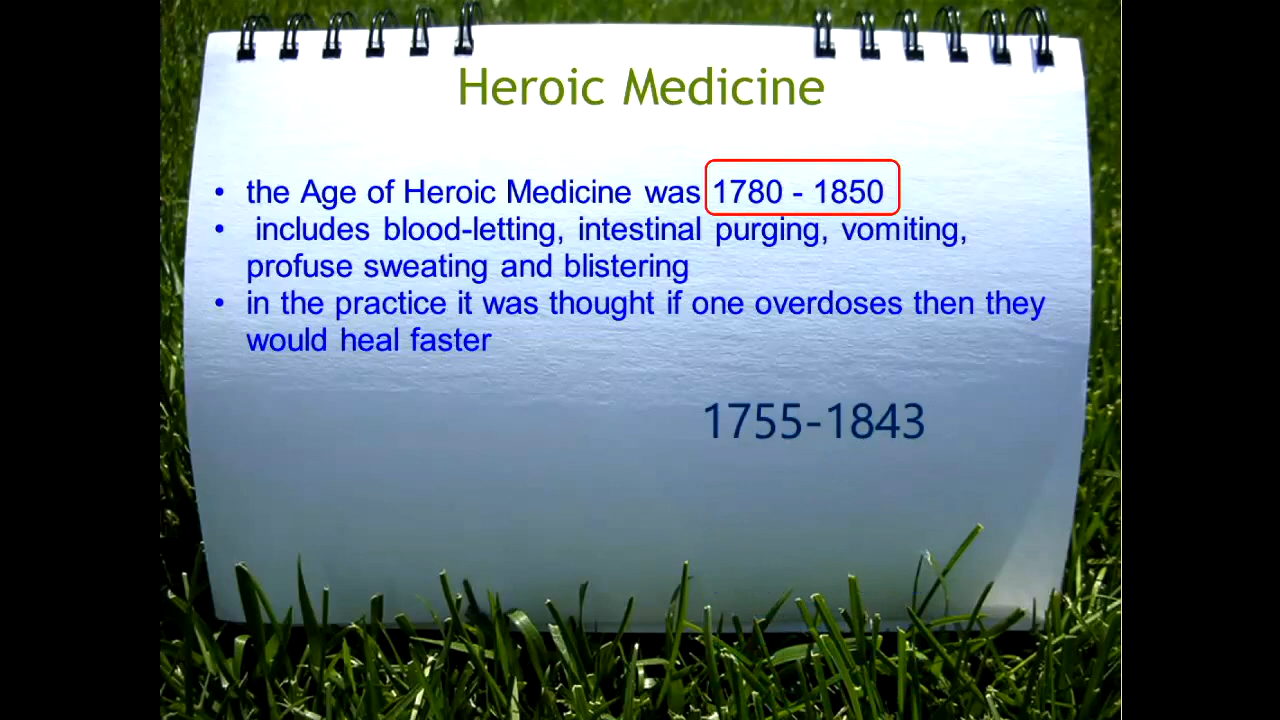 Heroic Medicine
• the Age of Heroic Medicine was 1780 - 1850
• includes blood-letting, intestinal purging, vomiting,
profuse sweating and blistering
• in the practice it was thought if one overdoses then they
would heal faster
1755-1843